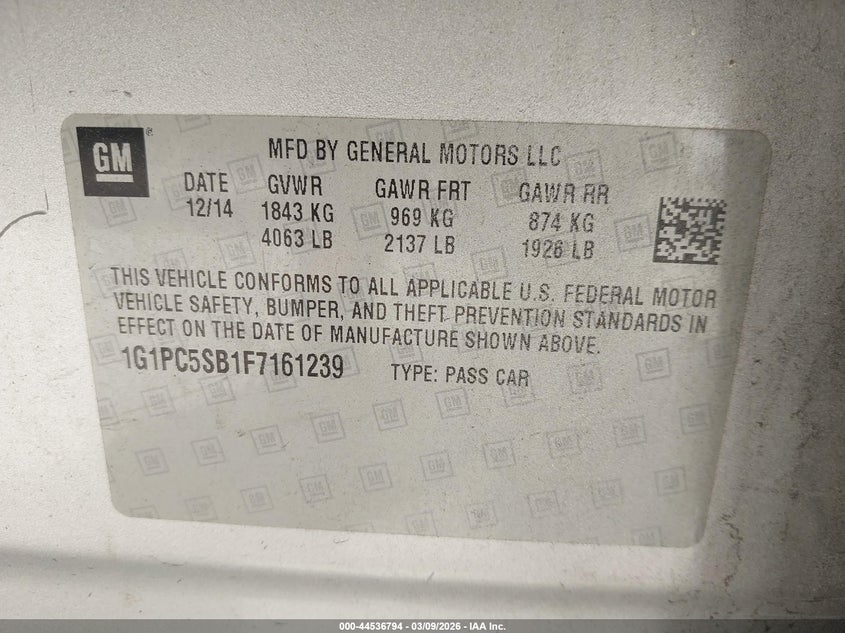 GM
MFD BY GENERAL MOTORS LLC
DATE GVWR GAWR FRT GAWR RR
12/14 1843 KG 969 KG 874 KG
4063 LB 2137 LB 1926 LB
THIS VEHICLE CONFORMS TO ALL APPLICABLE U.S. FEDERAL MOTOR
VEHICLE SAFETY, BUMPER, AND THEFT PREVENTION STANDARDS IN
EFFECT ON THE DATE OF MANUFACTURE SHOWN ABOVE.
1G1PC5SB1F7161239 TYPE: PASS CAR
000-44536794 - 03/09/2026 - IAA Inc.